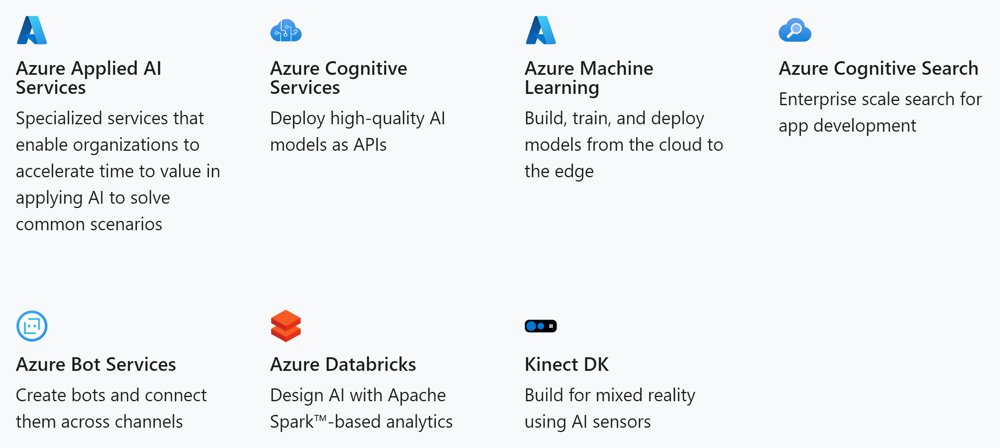 Azure Applied AI
Services
Specialized services that
enable organizations to
accelerate time to value in
applying AI to solve
common scenarios
Azure Cognitive
Services
Deploy high-quality AI
models as APIs
Azure Machine
Learning
Build, train, and deploy
models from the cloud to
the edge
Azure Cognitive Search
Enterprise scale search for
app development
Azure Bot Services
Create bots and connect
them across channels
Azure Databricks
Design AI with Apache
Spark™-based analytics
Kinect DK
Build for mixed reality
using AI sensors